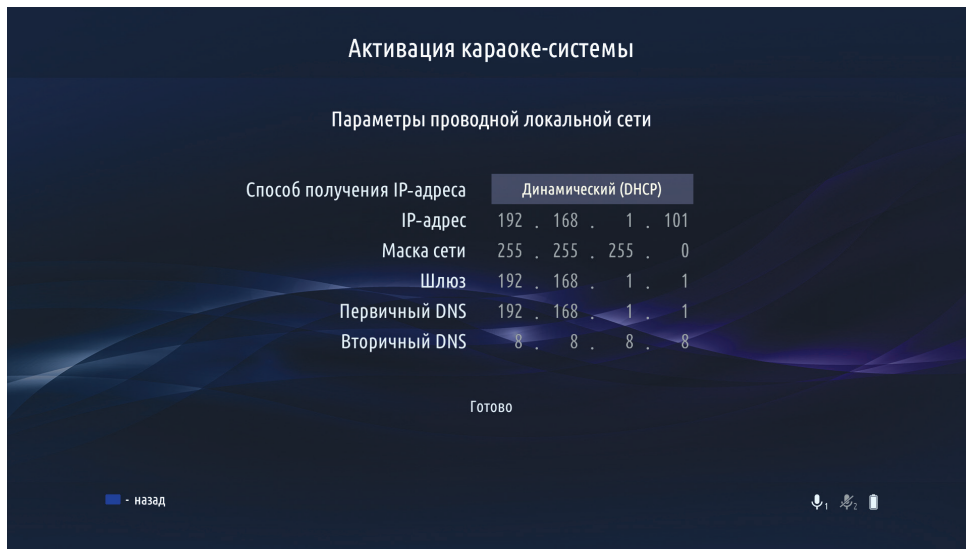 Активация караоке-системы
Параметры проводной локальной сети
Способ получения IP-адреса Динамический (DHCP)
IP-адрес 192 . 168 . 1 . 101
Маска сети 255 . 255 . 255 . 0
Шлюз 192 . 168 . 1 . 1
Первичный DNS 192 . 168 . 1 . 1
Вторичный DNS 8 . 8 . 8 . 8
Готово
- назад 1 2